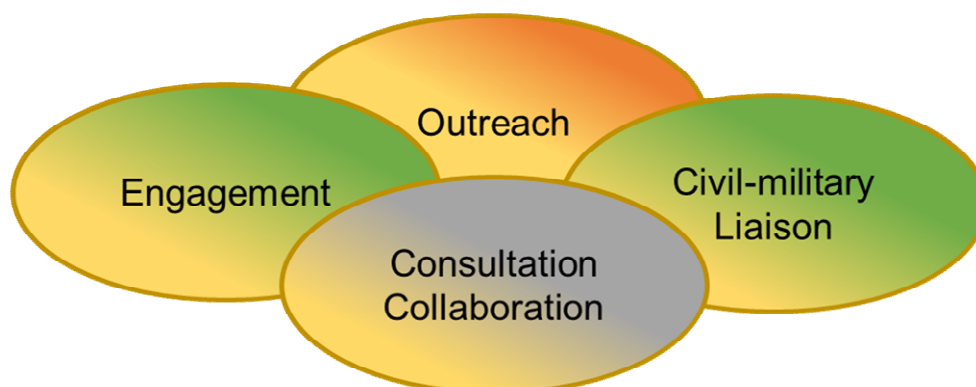 Outreach
Engagement
Civil-military
Liaison
Consultation
Collaboration